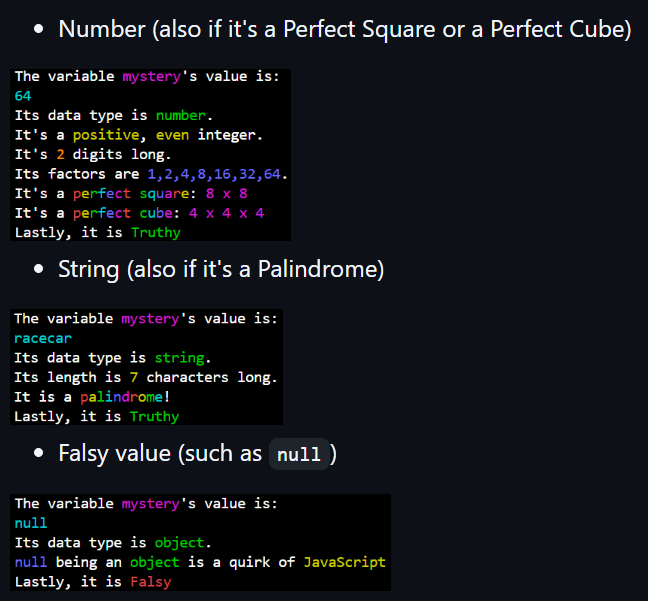 • Number (also if it's a Perfect Square or a Perfect Cube)
The variable mystery's value is:
64
Its data type is number.
It's a positive, even integer.
It's 2 digits long.
Its factors are 1,2,4,8,16,32,64.
It's a perfect square: 8 x 8
It's a perfect cube: 4 x 4 x 4
Lastly, it is Truthy
• String (also if it's a Palindrome)
The variable mystery's value is:
racecar
Its data type is string.
Its length is 7 characters long.
It is a palindrome!
Lastly, it is Truthy
• Falsy value (such as null)
The variable mystery's value is:
null
Its data type is object.
null being an object is a quirk of JavaScript
Lastly, it is Falsy